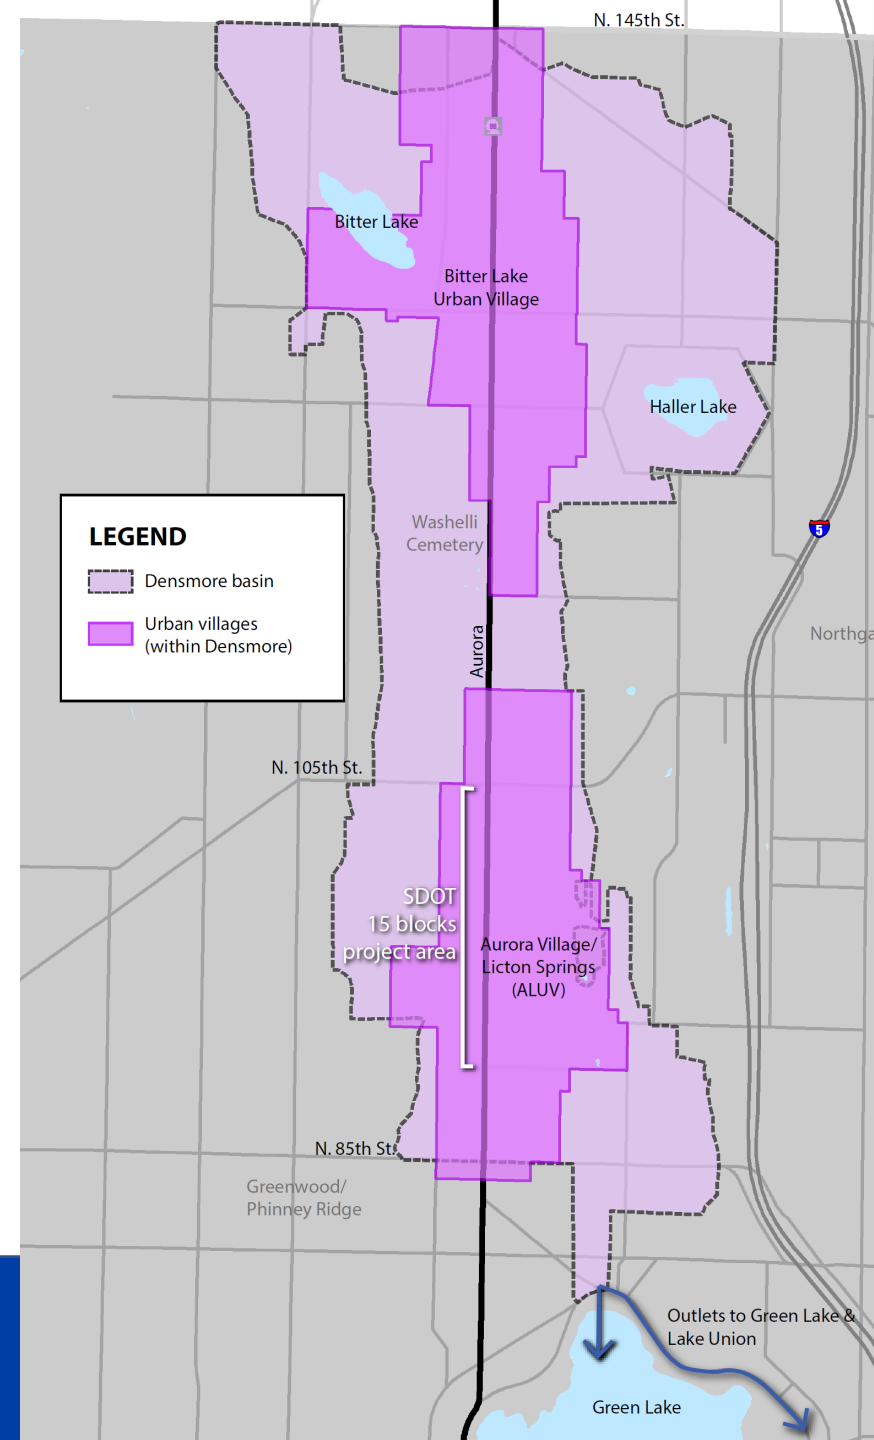 N. 145th St.
Bitter Lake
Bitter Lake
Urban Village
Haller Lake
LEGEND
Densmore basin
Urban villages
(within Densmore)
Washelli
Cemetery
5
Aurora
Northga
N. 105th St.
SDOT
15 blocks
project area
Aurora Village/
Licton Springs
(ALUV)
N. 85th St.
Greenwood/
Phinney Ridge
Outlets to Green Lake &
Lake Union
Green Lake